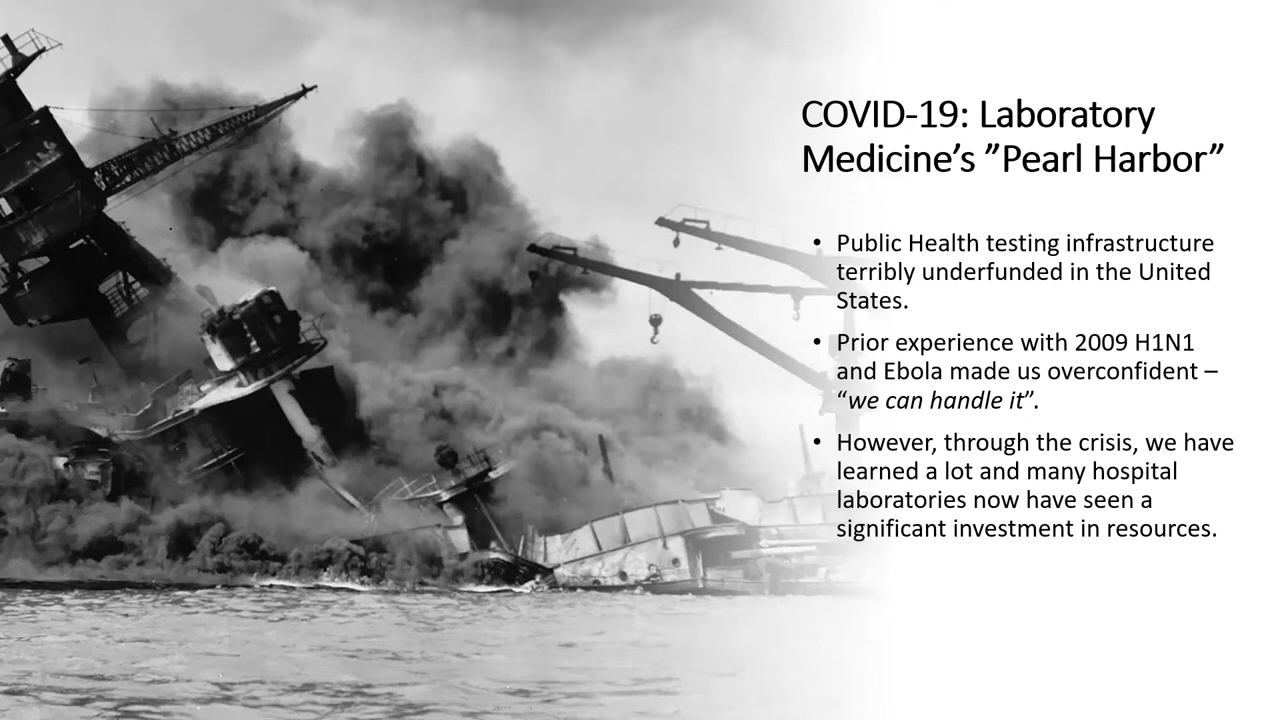 COVID-19: Laboratory
Medicine’s ”Pearl Harbor”
• Public Health testing infrastructure
terribly underfunded in the United
States.
• Prior experience with 2009 H1N1
and Ebola made us overconfident –
“we can handle it”.
• However, through the crisis, we have
learned a lot and many hospital
laboratories now have seen a
significant investment in resources.